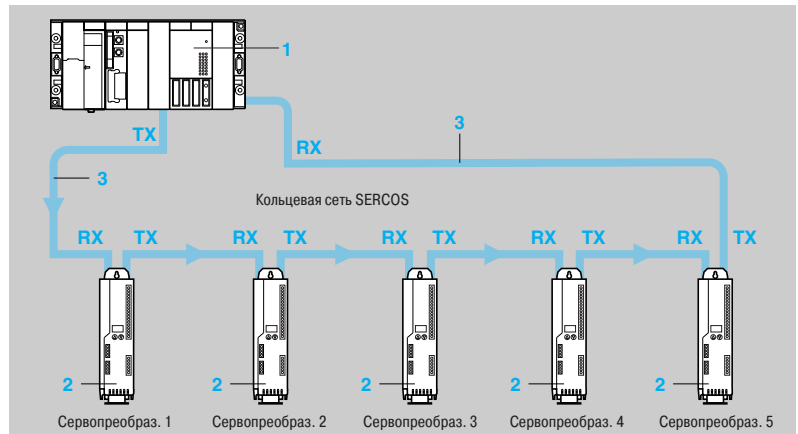 1
TX
RX
3
3
Кольцевая сеть SERCOS
RX TX RX TX RX TX RX TX RX TX
2 2 2 2 2
Сервопреобраз. 1 Сервопреобраз. 2 Сервопреобраз. 3 Сервопреобраз. 4 Сервопреобраз. 5